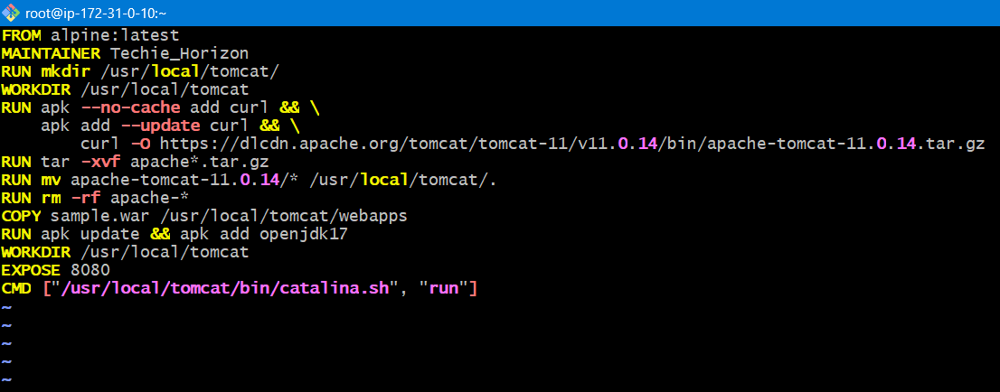 root@ip-172-31-0-10:~
FROM alpine:latest
MAINTAINER Techie_Horizon
RUN mkdir /usr/local/tomcat/
WORKDIR /usr/local/tomcat
RUN apk --no-cache add curl && \
    apk add --update curl && \
        curl -O https://dlcdn.apache.org/tomcat/tomcat-11/v11.0.14/bin/apache-tomcat-11.0.14.tar.gz
RUN tar -xvf apache*.tar.gz
RUN mv apache-tomcat-11.0.14/* /usr/local/tomcat/.
RUN rm -rf apache-*
COPY sample.war /usr/local/tomcat/webapps
RUN apk update && apk add openjdk17
WORKDIR /usr/local/tomcat
EXPOSE 8080
CMD ["/usr/local/tomcat/bin/catalina.sh", "run"]
~
~
~
~
~